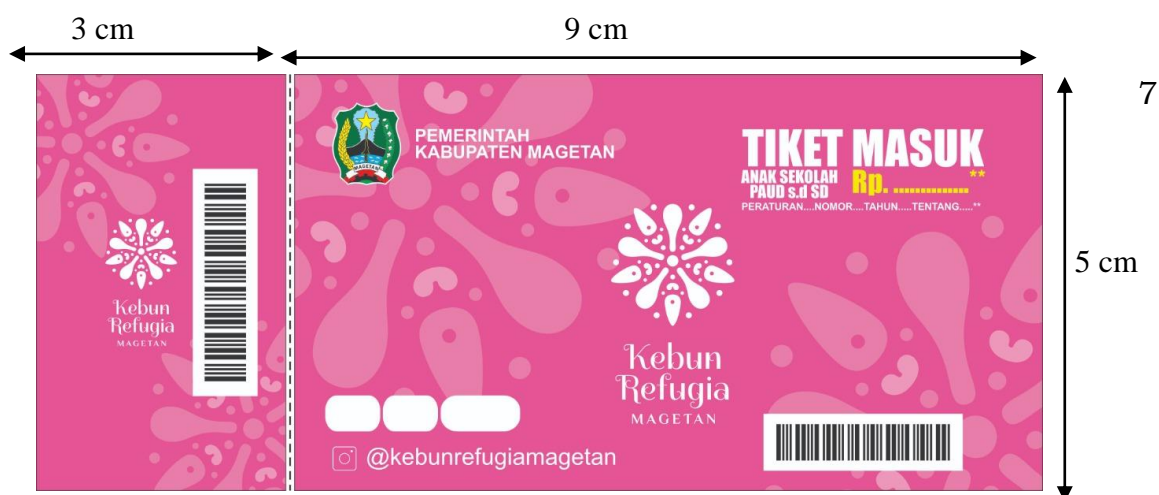 3 cm
9 cm
7
5 cm
Kebun
Refugia
MAGETAN
PEMERINTAH
KABUPATEN MAGETAN
MAGETAN
TIKET MASUK
ANAK SEKOLAH
PAUD s.d SD
Rp. ..............**
PERATURAN....NOMOR....TAHUN.....TENTANG.....**
Kebun
Refugia
MAGETAN
@kebunrefugiamagetan